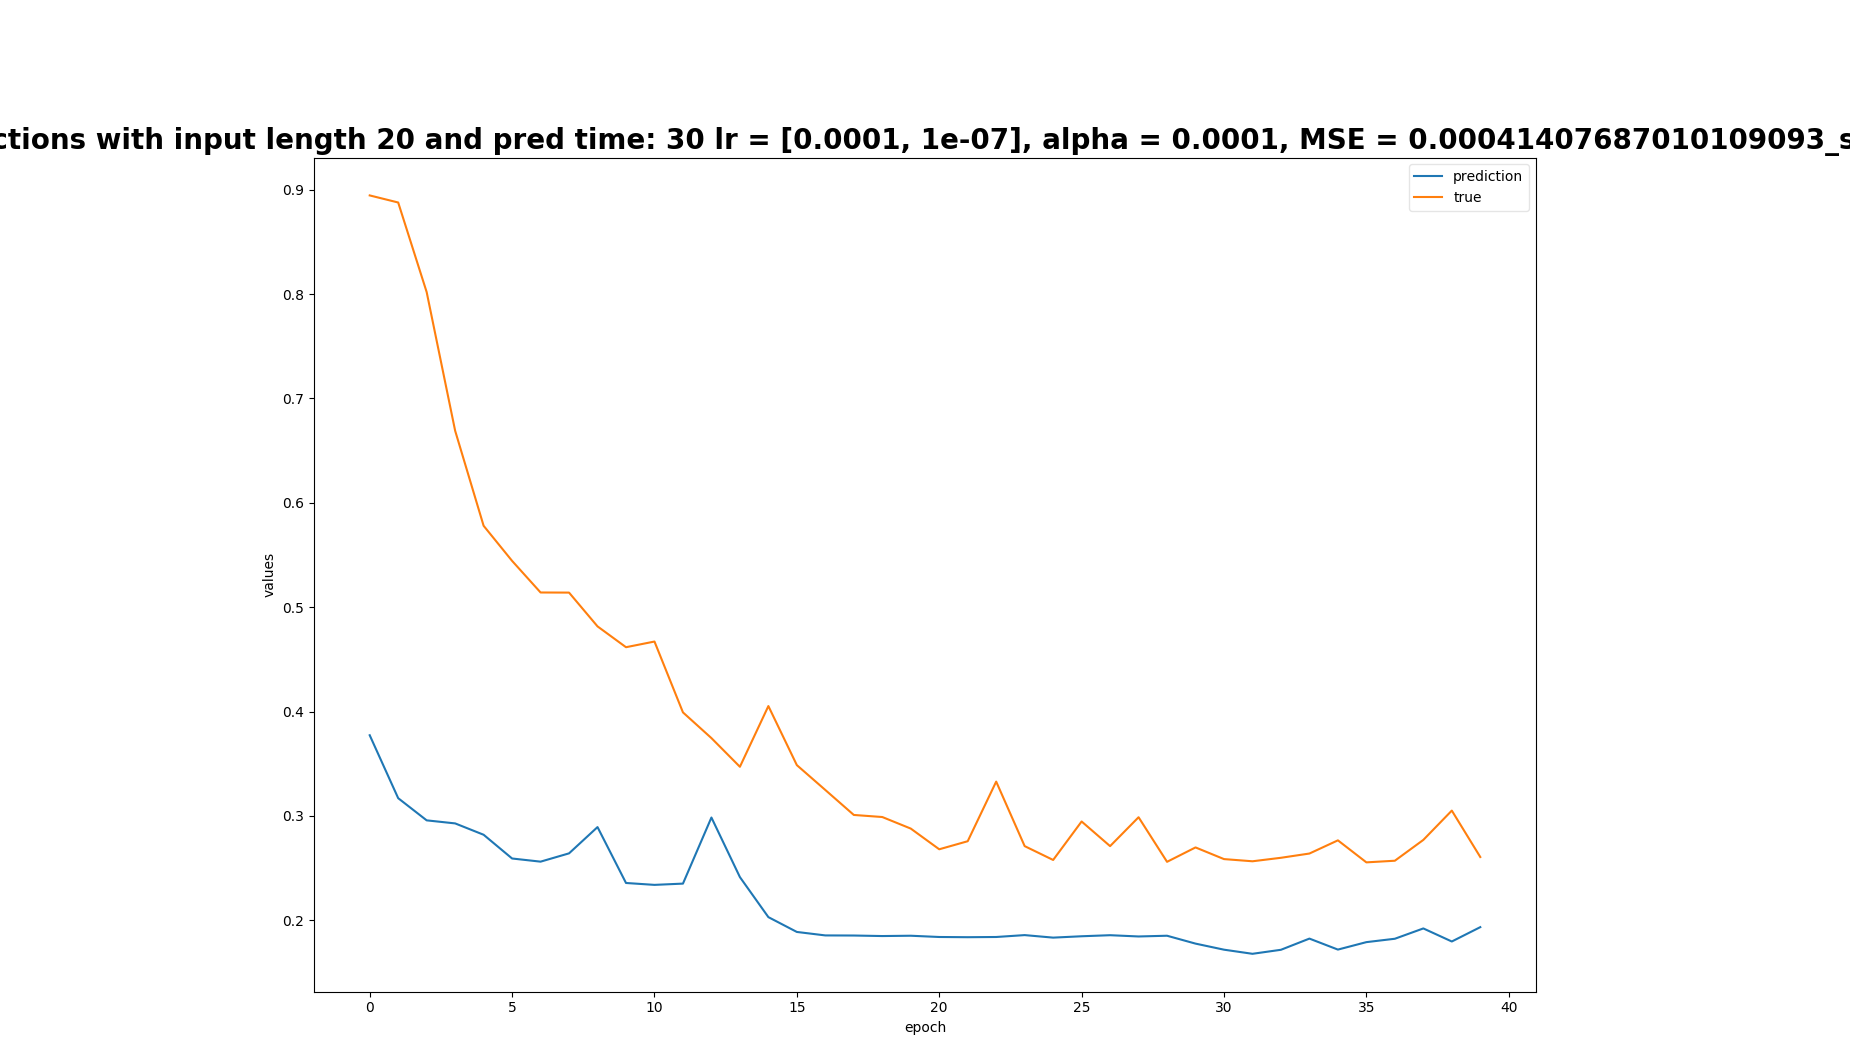 ctions with input length 20 and pred time: 30 lr = [0.0001, 1e-07], alpha = 0.0001, MSE = 0.00041407687010109093_s
prediction
true
0.9
0.8
0.7
0.6
0.5
0.4
0.3
0.2
values
0 5 10 15 20 25 30 35 40
epoch